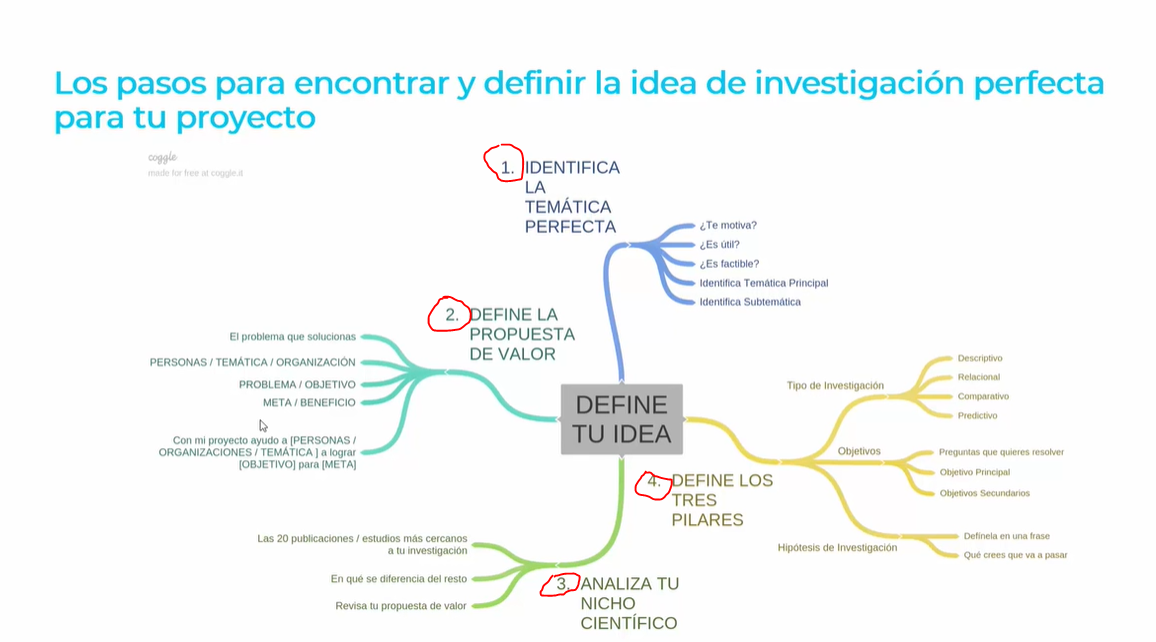 Los pasos para encontrar y definir la idea de investigación perfecta
para tu proyecto
coggle
made for free at coggle.it
1. IDENTIFICA
LA
TEMÁTICA
PERFECTA
¿Te motiva?
¿Es útil?
¿Es factible?
Identifica Temática Principal
Identifica Subtemática
2. DEFINE LA
PROPUESTA
DE VALOR
El problema que solucionas
PERSONAS / TEMÁTICA / ORGANIZACIÓN
PROBLEMA / OBJETIVO
META / BENEFICIO
Con mi proyecto ayudo a [PERSONAS /
ORGANIZACIONES / TEMÁTICA ] a lograr
[OBJETIVO] para [META]
DEFINE
TU IDEA
4. DEFINE LOS
TRES
PILARES
Tipo de Investigación
Descriptivo
Relacional
Comparativo
Predictivo
Objetivos
Preguntas que quieres resolver
Objetivo Principal
Objetivos Secundarios
Hipótesis de Investigación
Defínela en una frase
Qué crees que va a pasar
3. ANALIZA TU
NICHO
CIENTÍFICO
Las 20 publicaciones / estudios más cercanos
a tu investigación
En qué se diferencia del resto
Revisa tu propuesta de valor